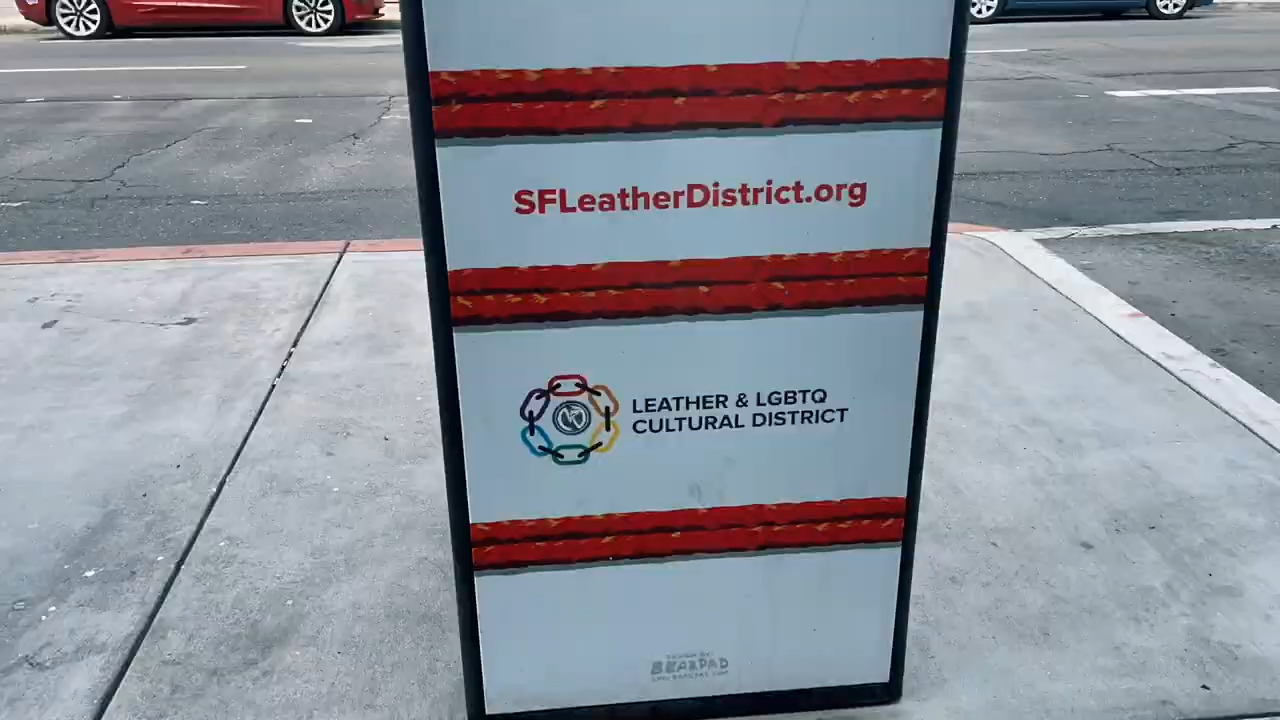 SFLeatherDistrict.org
LEATHER & LGBTQ
CULTURAL DISTRICT
BEARPAD